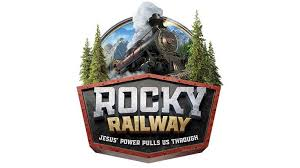 ROCKY
RAILWAY
JESUS' POWER PULLS US THROUGH